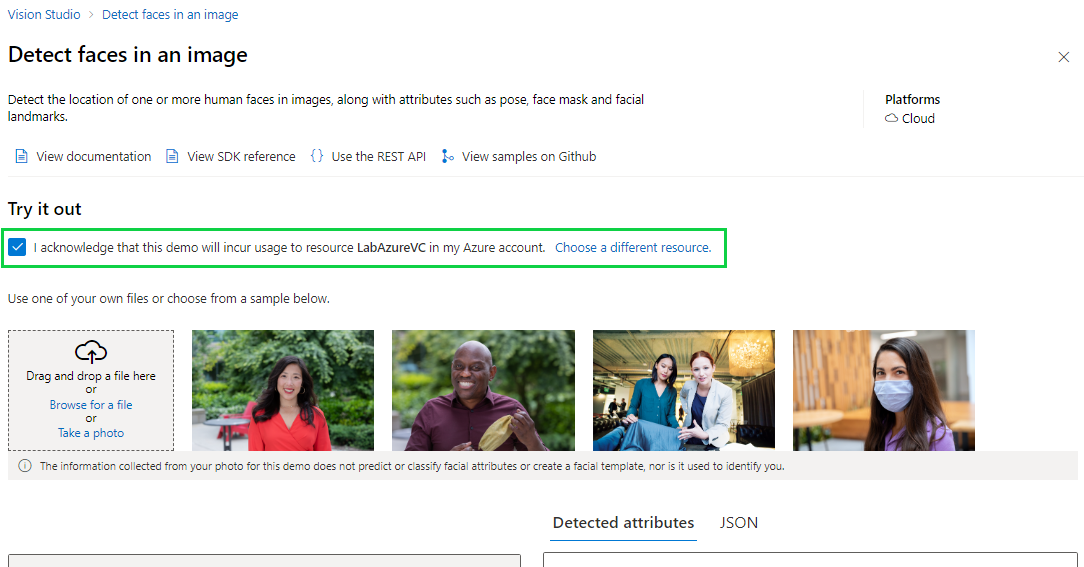 Vision Studio > Detect faces in an image
Detect faces in an image
Detect the location of one or more human faces in images, along with attributes such as pose, face mask and facial
landmarks.
Platforms
Cloud
View documentation
View SDK reference
{} Use the REST API
View samples on Github
Try it out
I acknowledge that this demo will incur usage to resource LabAzureVC in my Azure account. Choose a different resource.
Use one of your own files or choose from a sample below.
Drag and drop a file here
or
Browse for a file
or
Take a photo
The information collected from your photo for this demo does not predict or classify facial attributes or create a facial template, nor is it used to identify you.
Detected attributes
JSON